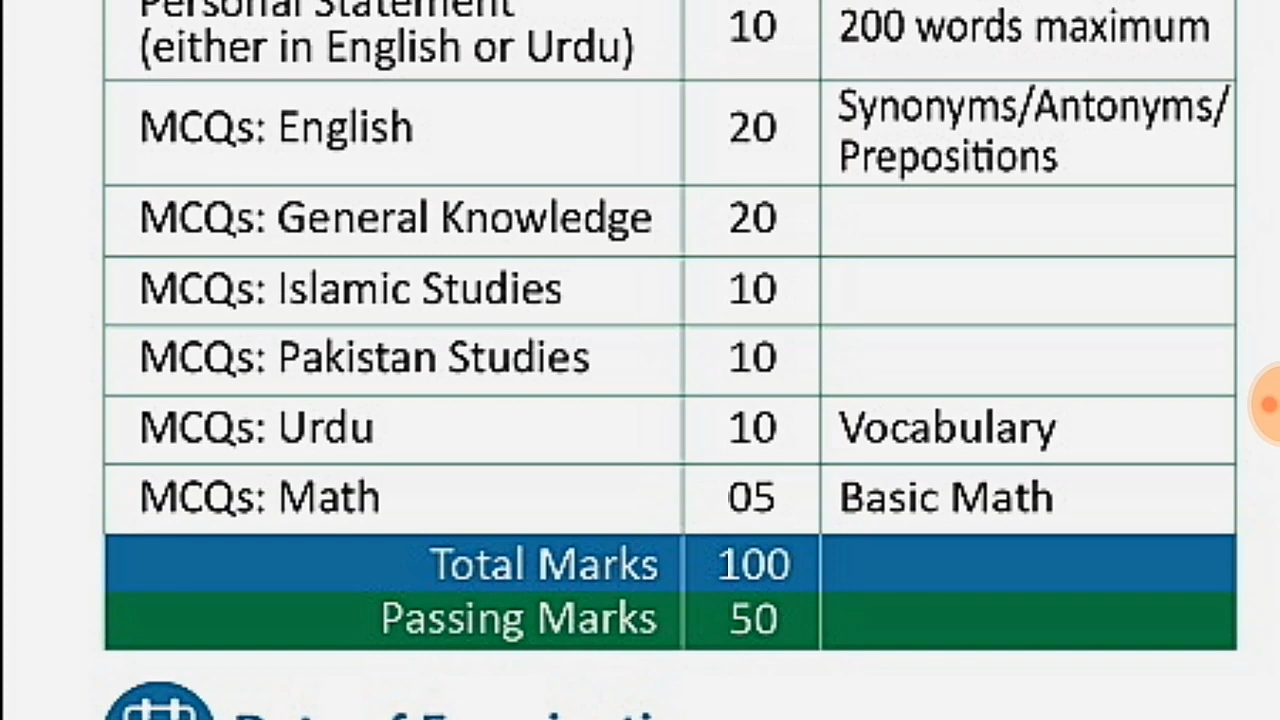 Personal Statement
(either in English or Urdu) 10 200 words maximum
MCQs: English 20 Synonyms/Antonyms/
Prepositions
MCQs: General Knowledge 20
MCQs: Islamic Studies 10
MCQs: Pakistan Studies 10
MCQs: Urdu 10 Vocabulary
MCQs: Math 05 Basic Math
Total Marks 100
Passing Marks 50